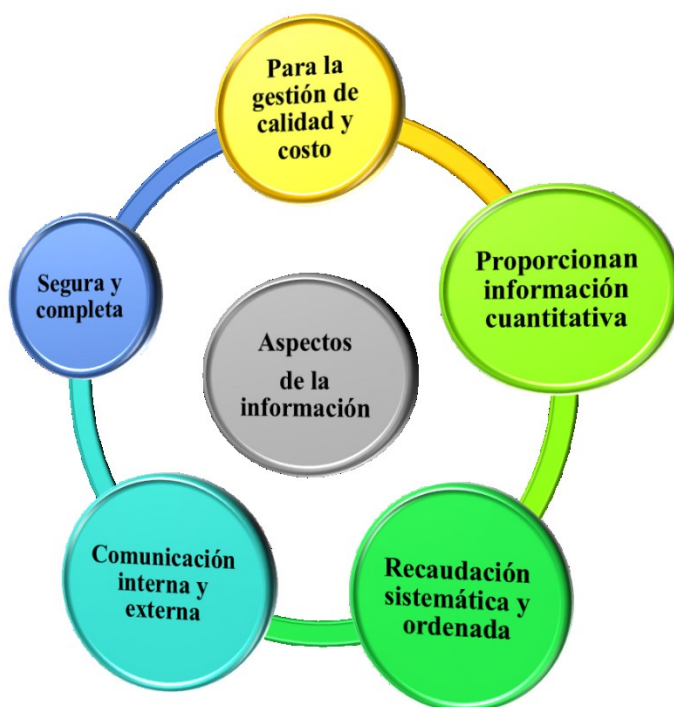 Para la
gestión de
calidad y
costo
Proporcionan
información
cuantitativa
Recaudación
sistemática y
ordenada
Comunicación
interna y
externa
Segura y
completa
Aspectos
de la
información